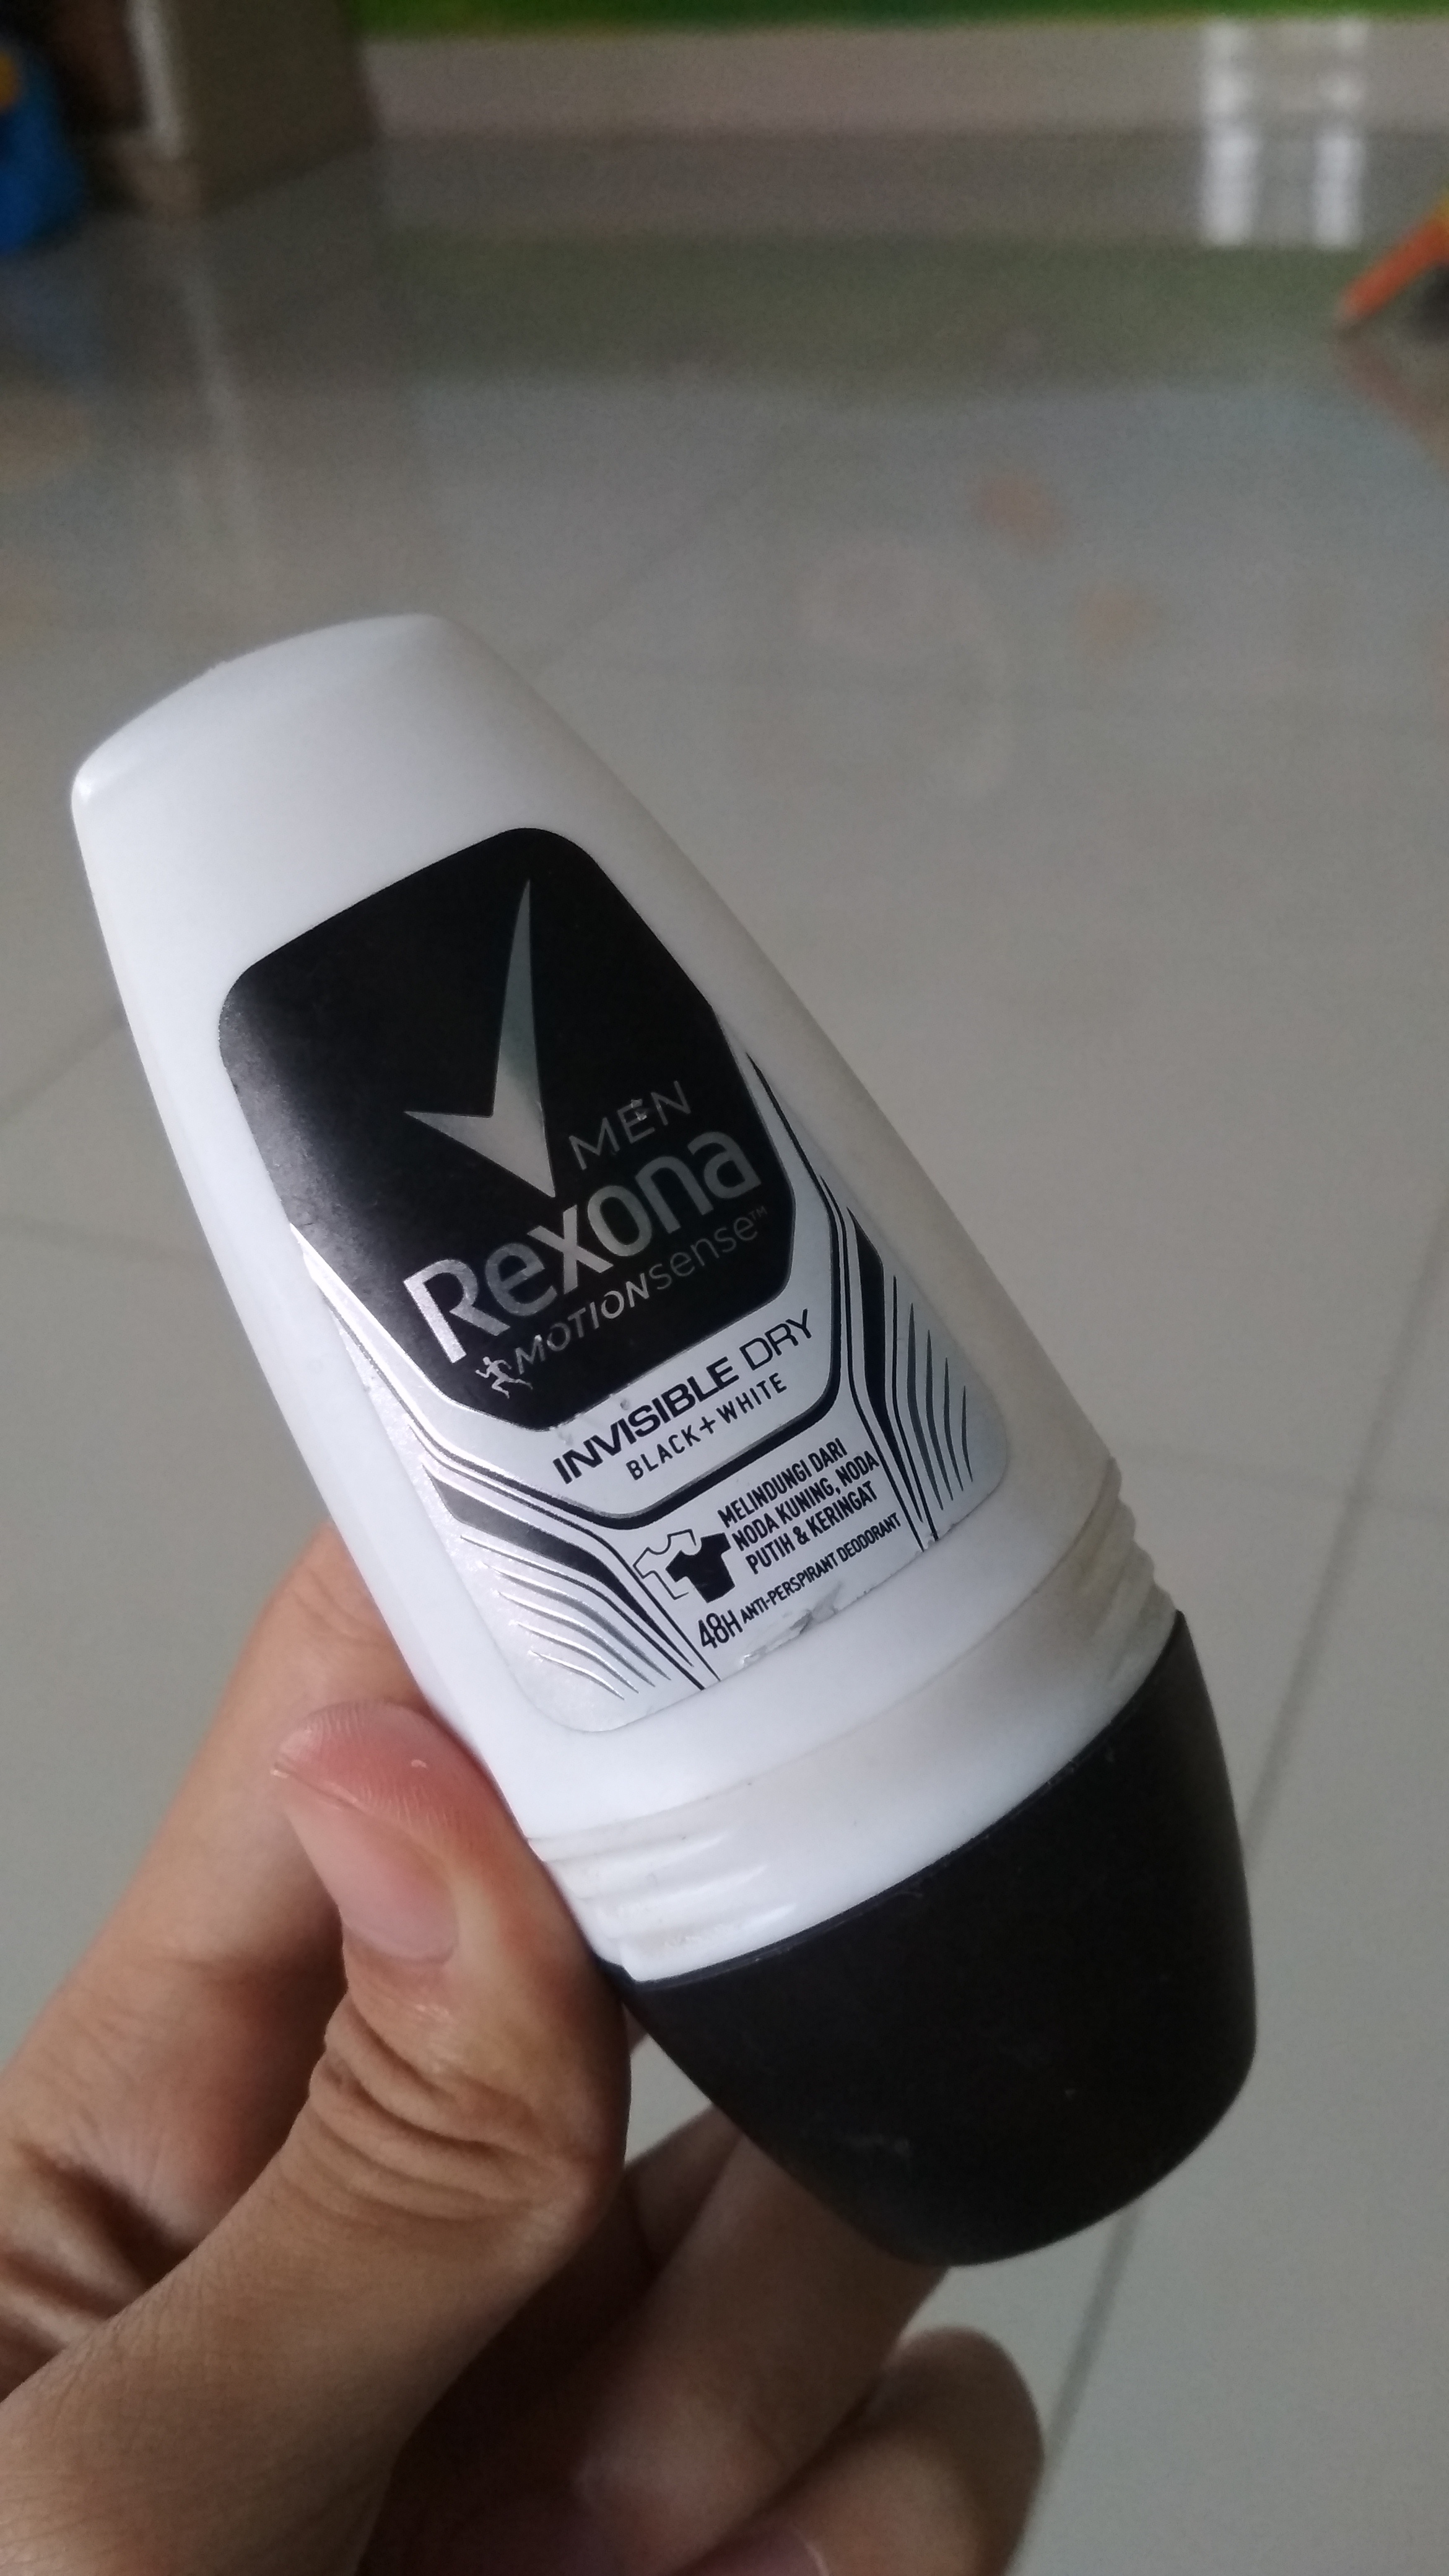 MEN
Rexona
MOTIONsense™
INVISIBLE DRY
BLACK+WHITE
MELINDUNGI DARI
NODA KUNING, NODA
PUTIH & KERINGAT
48H ANTI-PERSPIRANT DEODORANT